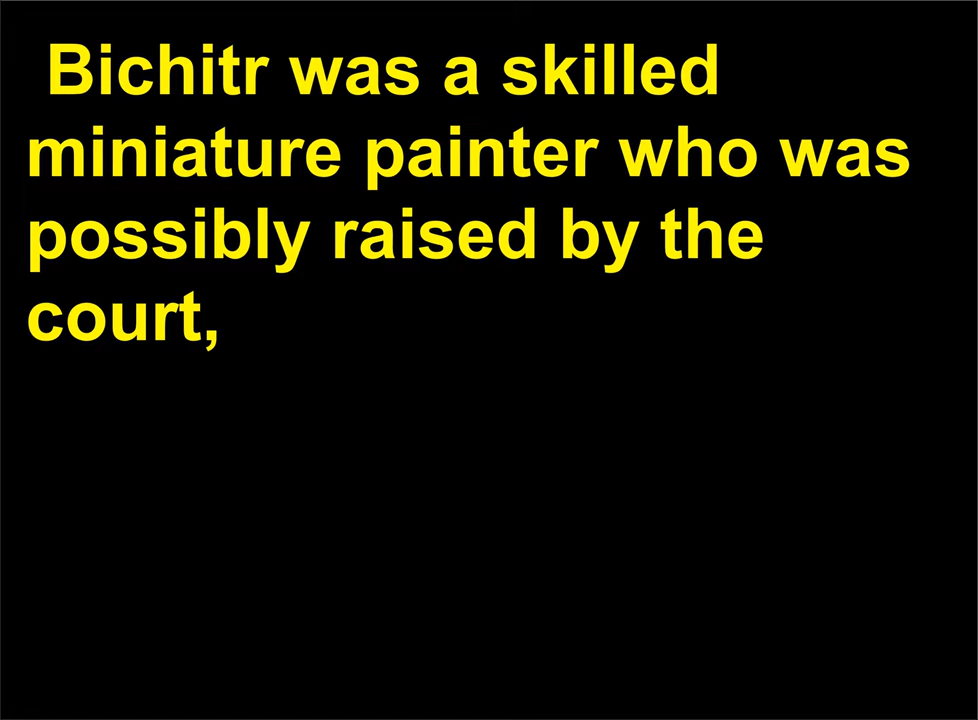 Bichitr was a skilled
miniature painter who was
possibly raised by the
court,